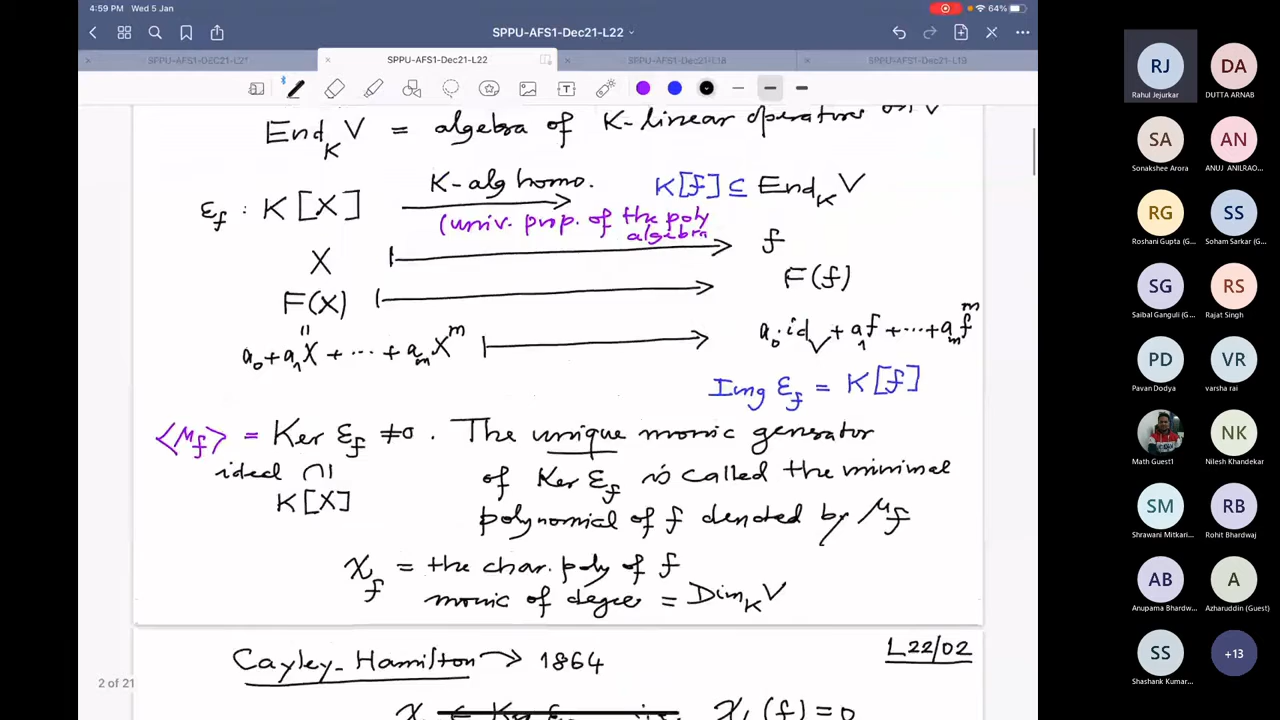 4:59 PM Wed 5 Jan
64%
SPPU-AFS1-Dec21-L22
SPPU-AFS1-DEC21-L21
SPPU-AFS1-Dec21-L22
SPPU-AFS1-Dec21-L18
SPPU-AFS1-Dec21-L19
End_K V = algebra of K-linear operators on V
ε_f : K[X] K-alg homo. K[f] ⊆ End_K V
(univ. prop. of the poly
algebra
X ⟼ f
F(X) ⟼ F(f)
"
a_0+a_1X+⋯+a_mX^m ⟼ a_0·id_V+a_1f+⋯+a_mf^m
Img ε_f = K[f]
⟨μ_f⟩ = Ker ε_f ≠0. The unique monic generator
ideal ∩| of Ker ε_f is called the minimal
K[X] polynomial of f denoted by μ_f
χ_f = the char. poly of f
monic of degree = Dim_K V
L22/02
Cayley-Hamilton → 1864
2 of 21
χ_f ∈ Ker ε_f i.e. χ_f(f)=0
RJ
Rahul Jejurkar
DA
DUTTA ARNAB
SA
Sonakshee Arora
AN
ANUJ ANILRAO...
RG
Roshani Gupta (G...
SS
Soham Sarkar (G...
SG
Saibal Ganguli (G...
RS
Rajat Singh
PD
Pavan Dodya
VR
varsha rai
Math Guest1
NK
Nilesh Khandekar
SM
Shrawani Mitkari...
RB
Rohit Bhardwaj
AB
Anupama Bhardw...
A
Azharuddin (Guest)
SS
Shashank Kumar...
+13